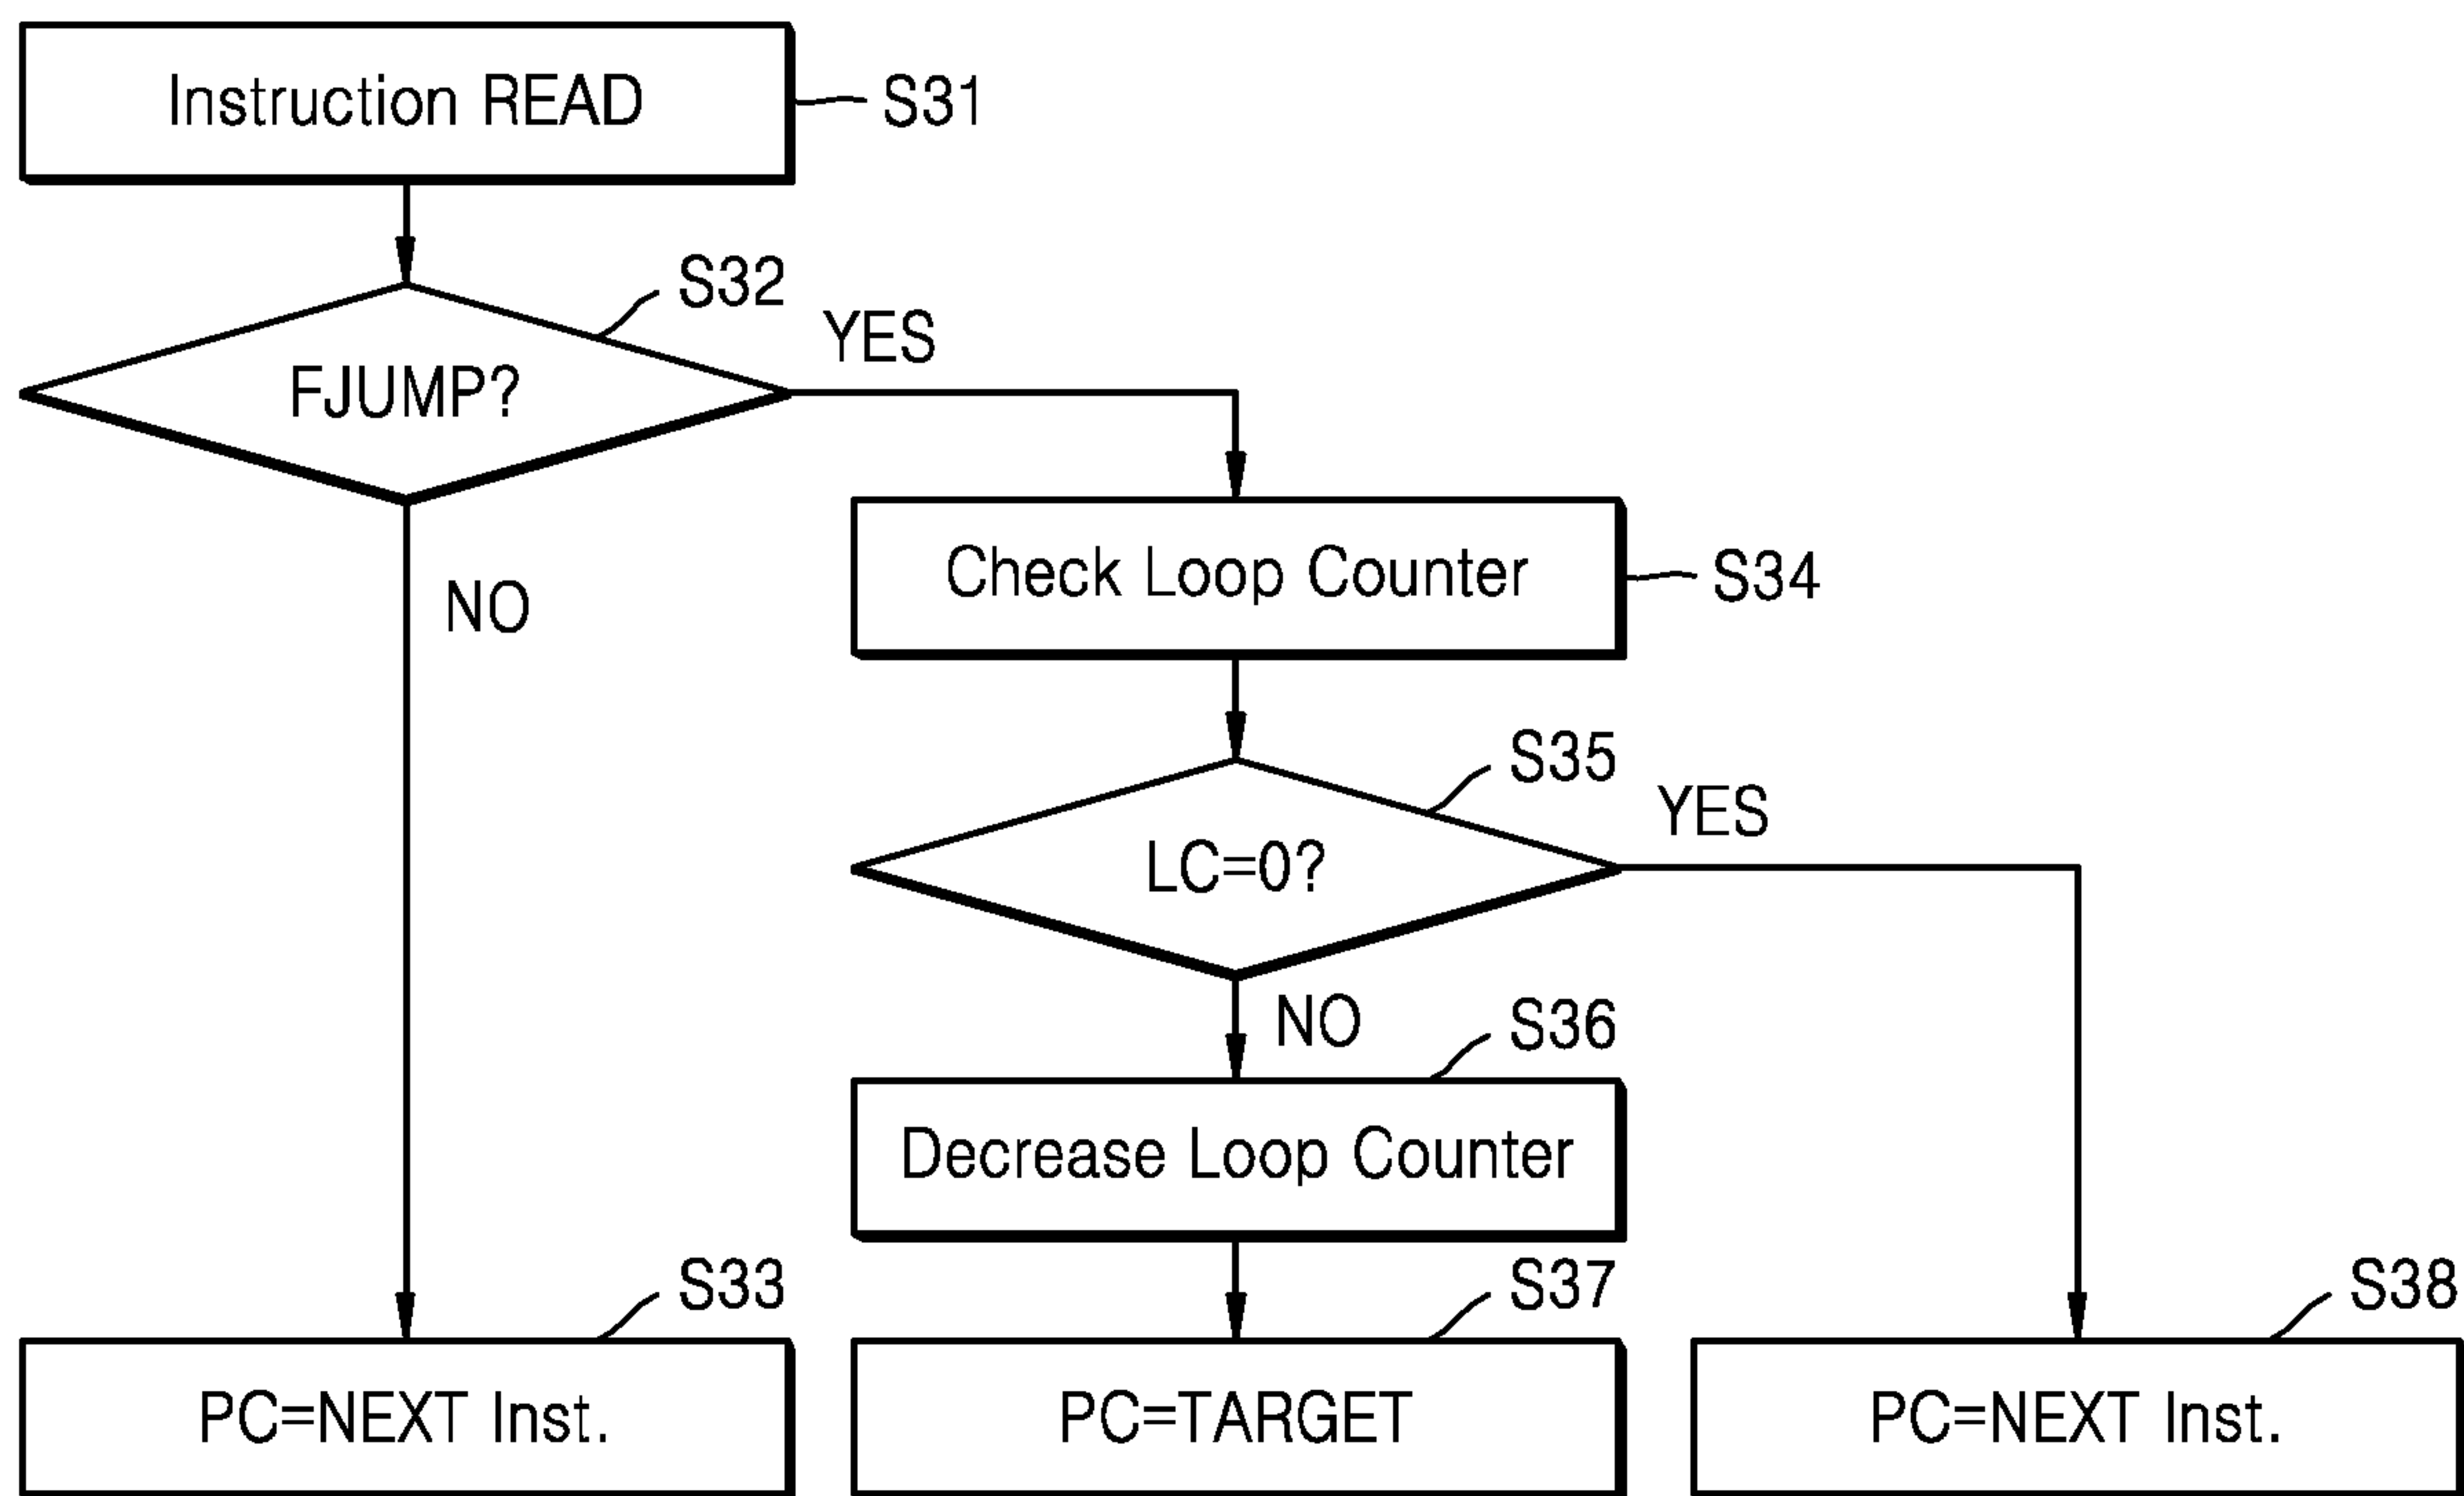 Instruction READ
S31
S32
YES
FJUMP?
NO
Check Loop Counter
S34
S35
YES
LC=0?
NO
S36
Decrease Loop Counter
S33
S37
S38
PC=NEXT Inst.
PC=TARGET
PC=NEXT Inst.